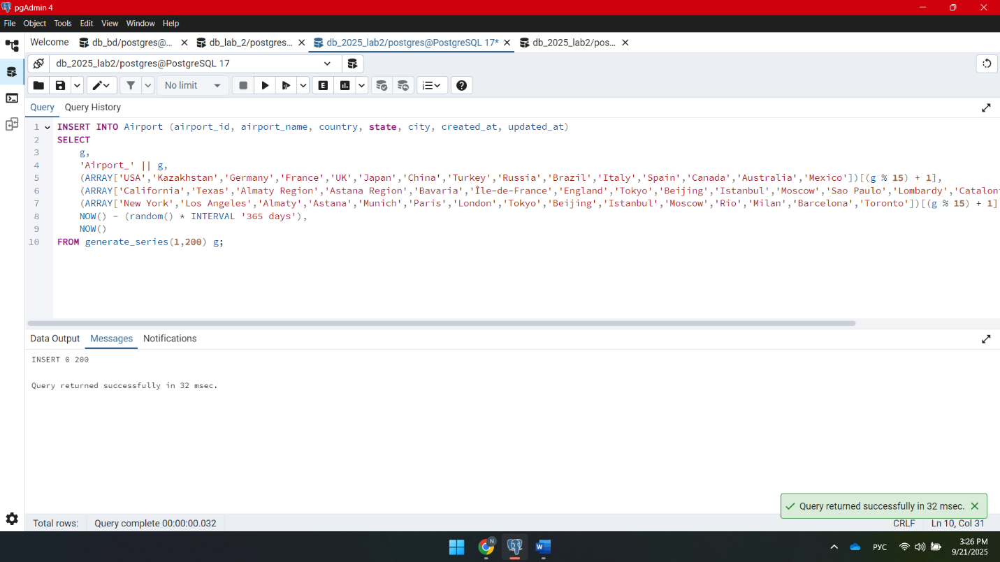 pgAdmin 4
File Object Tools Edit View Window Help
Welcome db_bd/postgres@... db_lab_2/postgres... db_2025_lab2/postgres@PostgreSQL 17* db_2025_lab2/pos...
db_2025_lab2/postgres@PostgreSQL 17
No limit
Query Query History
1 INSERT INTO Airport (airport_id, airport_name, country, state, city, created_at, updated_at)
2 SELECT
3 g,
4 'Airport_' || g,
5 (ARRAY['USA','Kazakhstan','Germany','France','UK','Japan','China','Turkey','Russia','Brazil','Italy','Spain','Canada','Australia','Mexico'])[(g % 15) + 1],
6 (ARRAY['California','Texas','Almaty Region','Astana Region','Bavaria','Île-de-France','England','Tokyo','Beijing','Istanbul','Moscow','Sao Paulo','Lombardy','Catalon
7 (ARRAY['New York','Los Angeles','Almaty','Astana','Munich','Paris','London','Tokyo','Beijing','Istanbul','Moscow','Rio','Milan','Barcelona','Toronto'])[(g % 15) + 1]
8 NOW() - (random() * INTERVAL '365 days'),
9 NOW()
10 FROM generate_series(1,200) g;
Data Output Messages Notifications
INSERT 0 200
Query returned successfully in 32 msec.
Query returned successfully in 32 msec.
Total rows: Query complete 00:00:00.032 CRLF Ln 10, Col 31
N
W
РУС
3:26 PM
9/21/2025